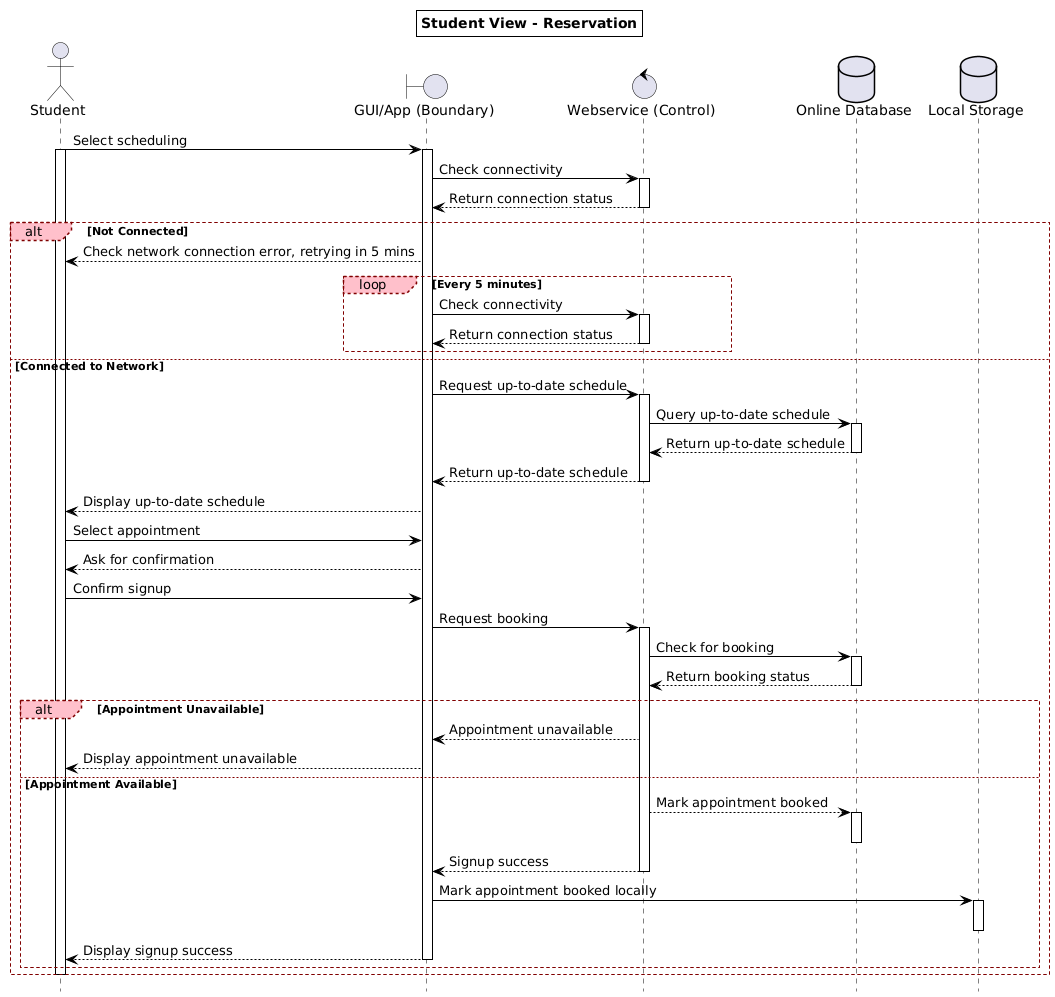 Student View - Reservation
Student
GUI/App (Boundary)
Webservice (Control)
Online Database
Local Storage
Select scheduling
Check connectivity
Return connection status
alt
[Not Connected]
Check network connection error, retrying in 5 mins
loop
[Every 5 minutes]
Check connectivity
Return connection status
[Connected to Network]
Request up-to-date schedule
Query up-to-date schedule
Return up-to-date schedule
Return up-to-date schedule
Display up-to-date schedule
Select appointment
Ask for confirmation
Confirm signup
Request booking
Check for booking
Return booking status
alt
[Appointment Unavailable]
Appointment unavailable
Display appointment unavailable
[Appointment Available]
Mark appointment booked
Signup success
Mark appointment booked locally
Display signup success